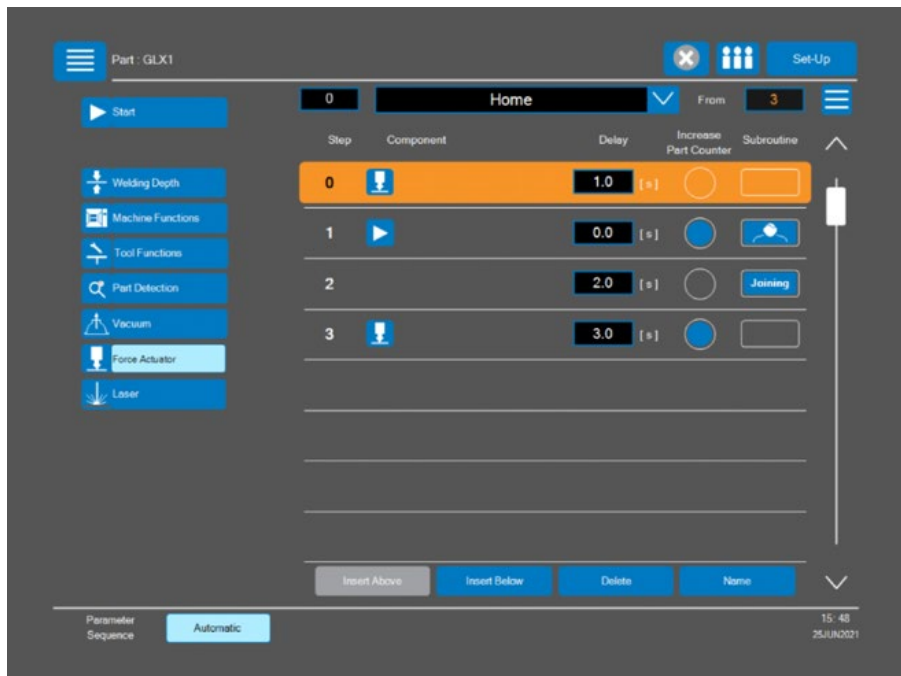 Part : GLX1
Set-Up
Start
0 Home From 3
Step Component Delay Increase Part Counter Subroutine
0 1.0 [s]
1 0.0 [s]
2 2.0 [s] Joining
3 3.0 [s]
Welding Depth
Machine Functions
Tool Functions
Part Detection
Vacuum
Force Actuator
Laser
Insert Above Insert Below Delete Name
Parameter
Sequence
Automatic
15: 48
25JUN2021